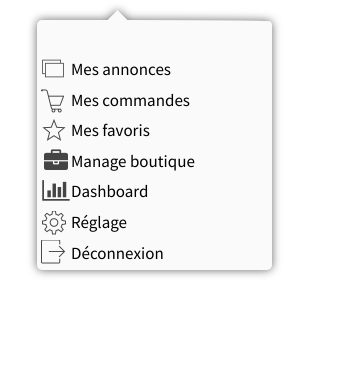 Mes annonces
Mes commandes
Mes favoris
Manage boutique
Dashboard
Réglage
Déconnexion